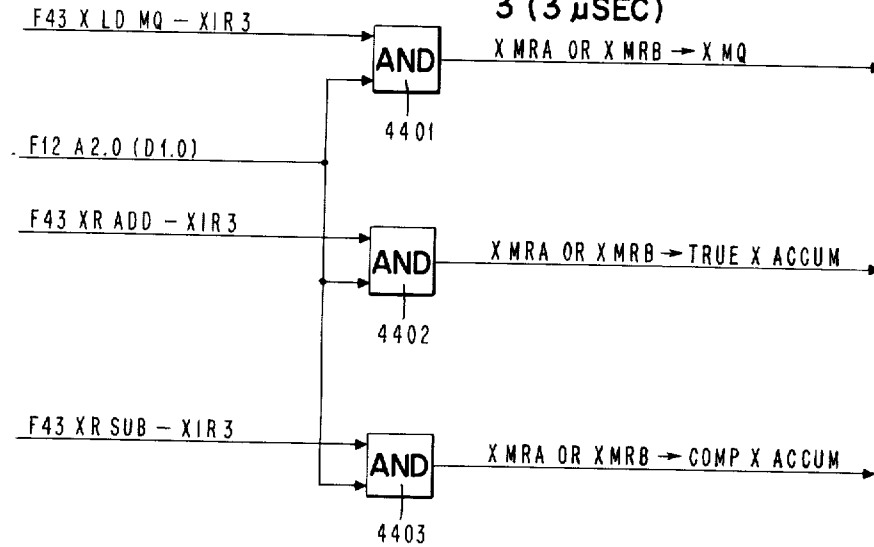 3 (3 µSEC)
F43 X LD MQ – XIR 3
AND
X MRA OR X MRB → X MQ
4401
F12 A2.0 (D1.0)
F43 XR ADD – XIR 3
AND
X MRA OR X MRB → TRUE X ACCUM
4402
F43 XR SUB – XIR 3
AND
X MRA OR XMRB → COMP X ACCUM
4403